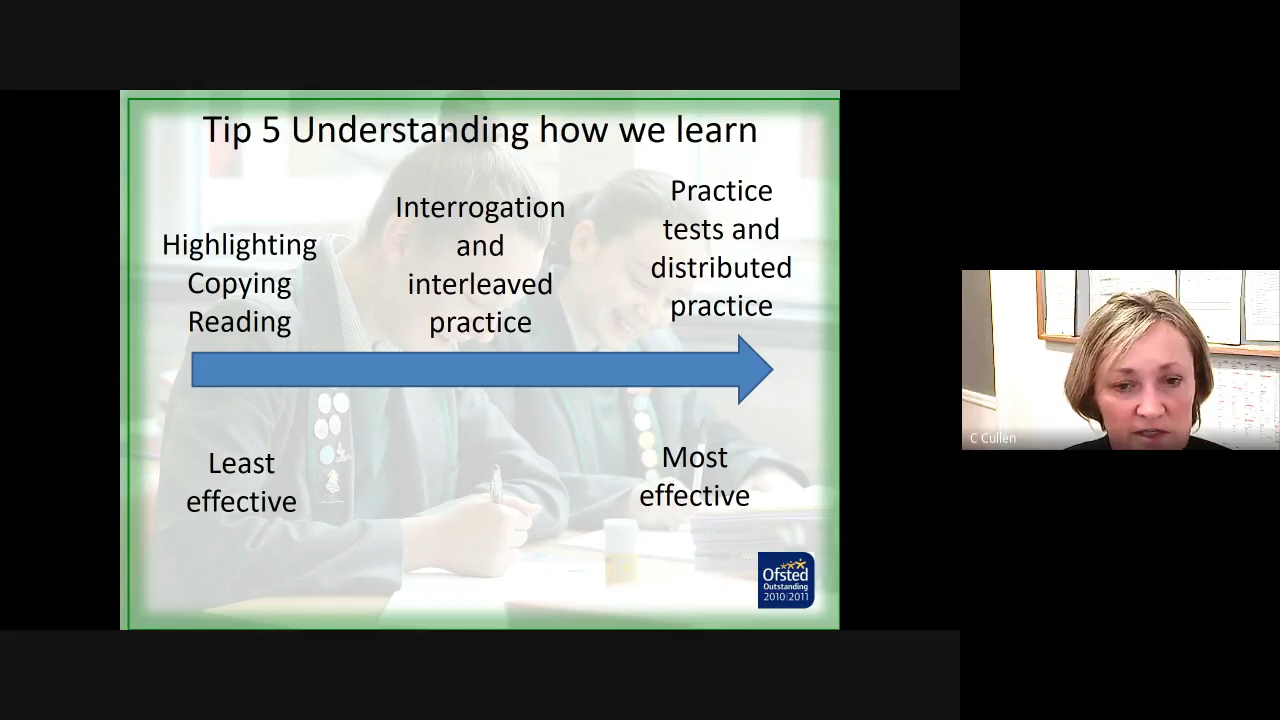 Tip 5 Understanding how we learn
Highlighting
Copying
Reading
Interrogation
and
interleaved
practice
Practice
tests and
distributed
practice
Least
effective
Most
effective
Ofsted
Outstanding
2010|2011
C Cullen